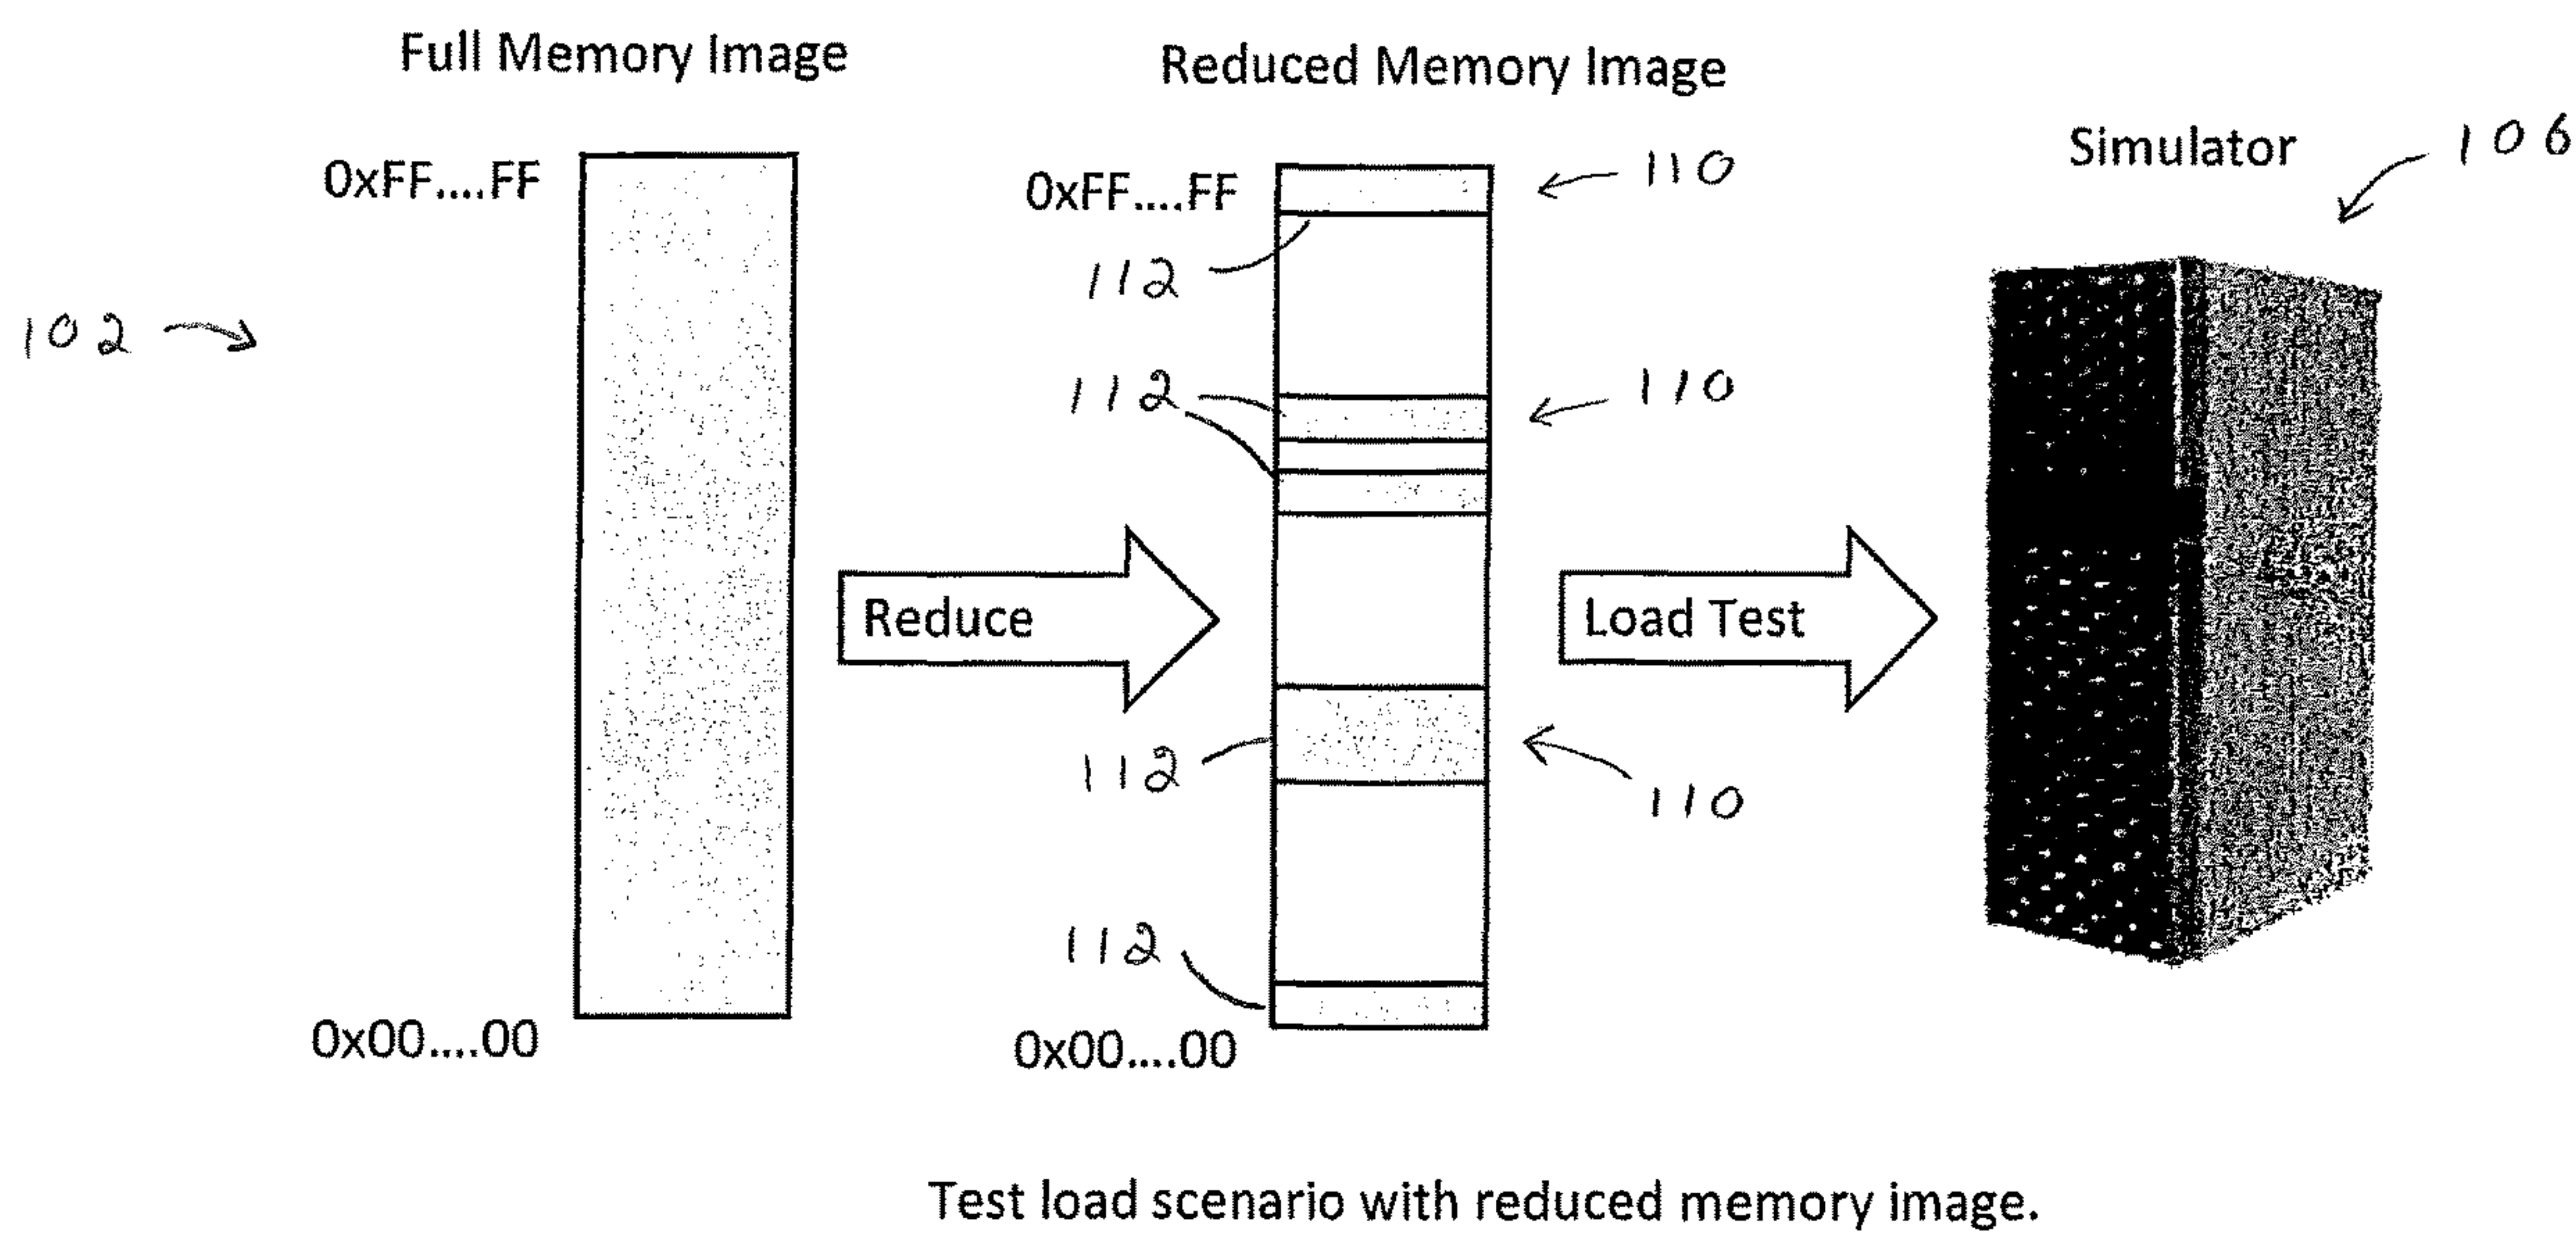 Full Memory Image
Reduced Memory Image
Simulator
106
0xFF....FF
0xFF....FF
110
112
102
112
110
Reduce
Load Test
112
110
112
0x00....00
0x00....00
Test load scenario with reduced memory image.